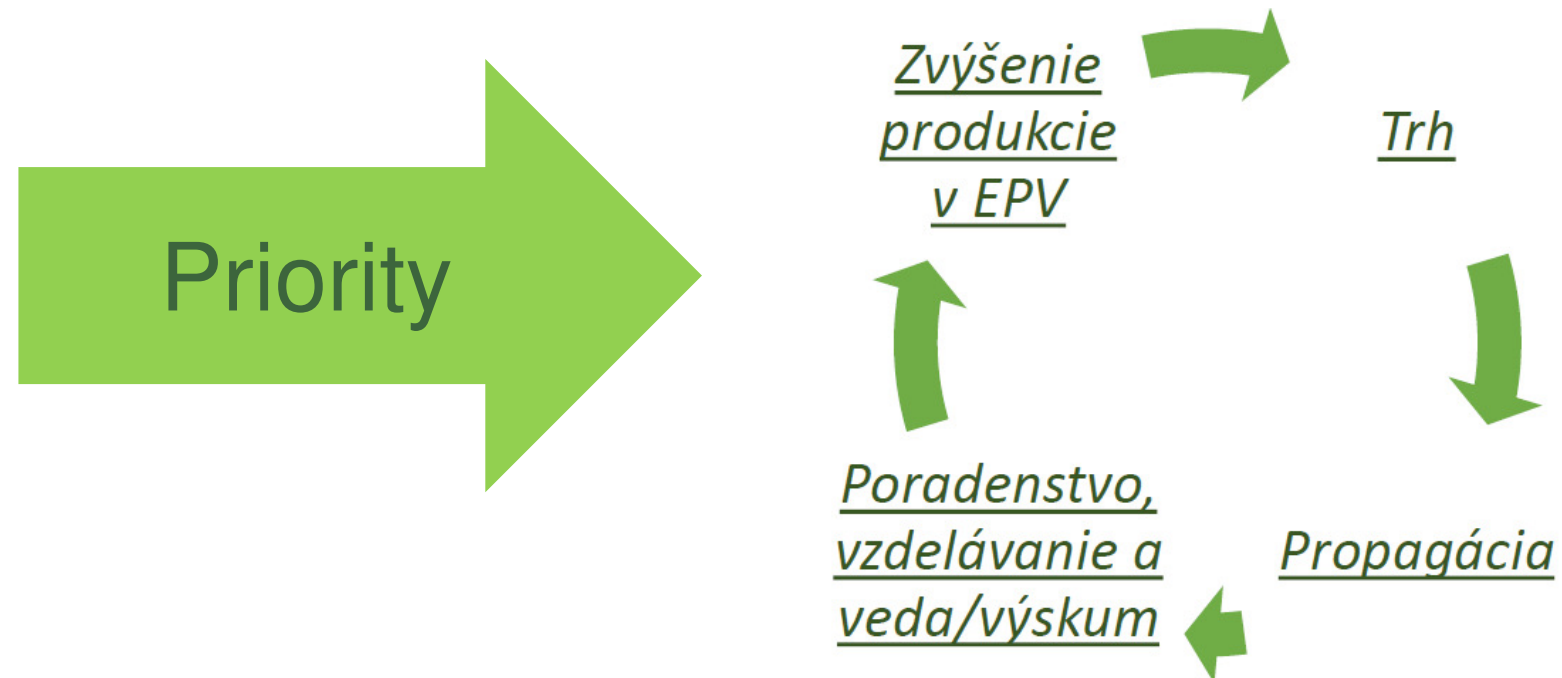 Priority
Zvýšenie
produkcie
v EPV
Trh
Propagácia
Poradenstvo,
vzdelávanie a
veda/výskum